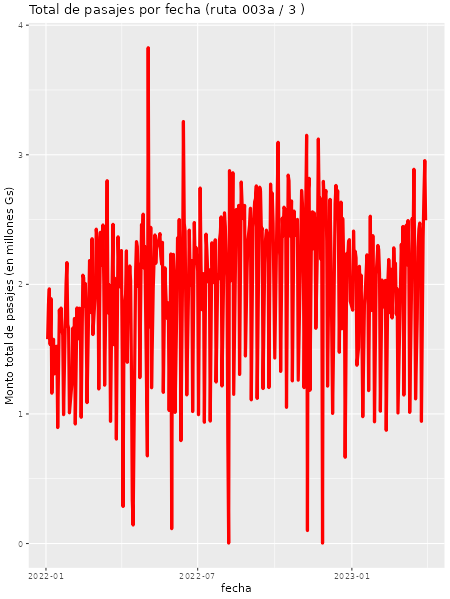 Total de pasajes por fecha (ruta 003a / 3 )
Monto total de pasajes (en millones Gs)
4
3
2
1
0
2022-01
2022-07
2023-01
fecha